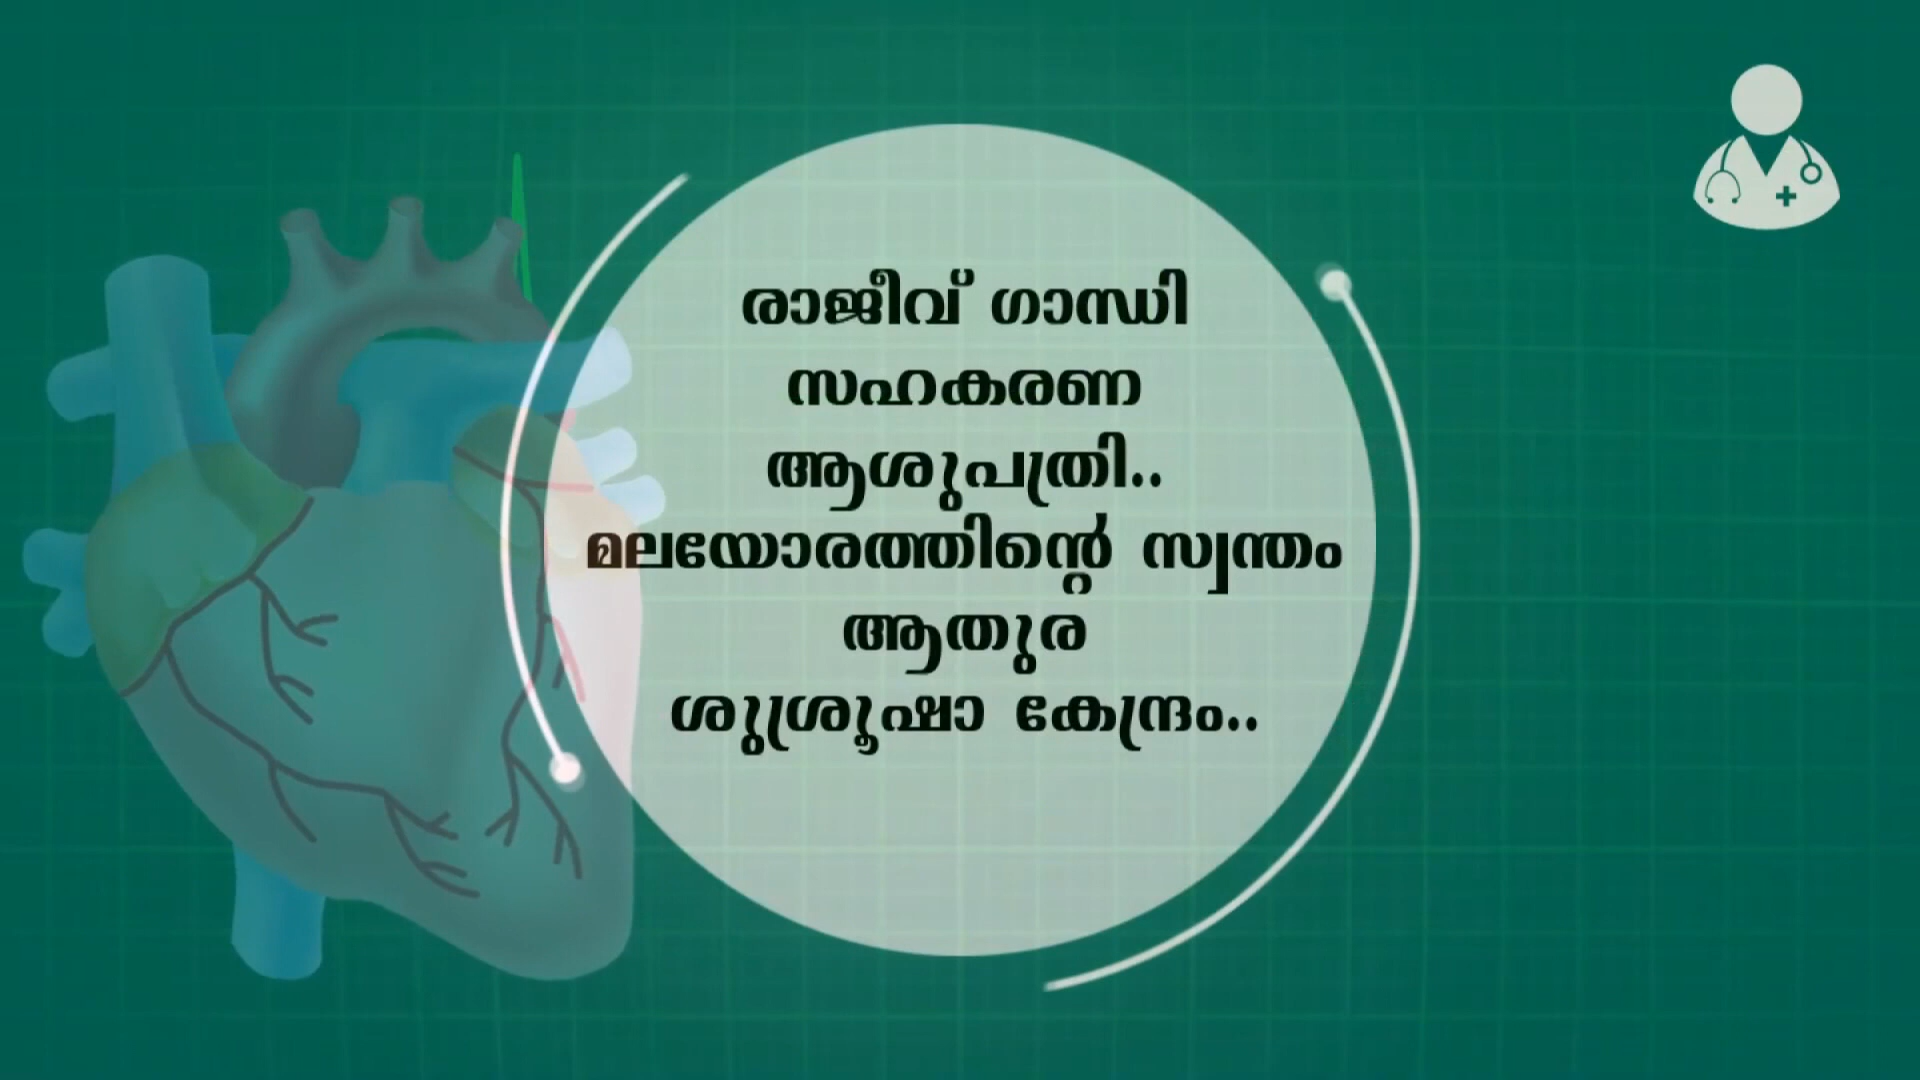 രാജീവ് ഗാന്ധി
സഹകരണ
ആശുപത്രി..
മലയോരത്തിന്റെ സ്വന്തം
ആതുര
ശുശ്രൂഷാ കേന്ദ്രം..